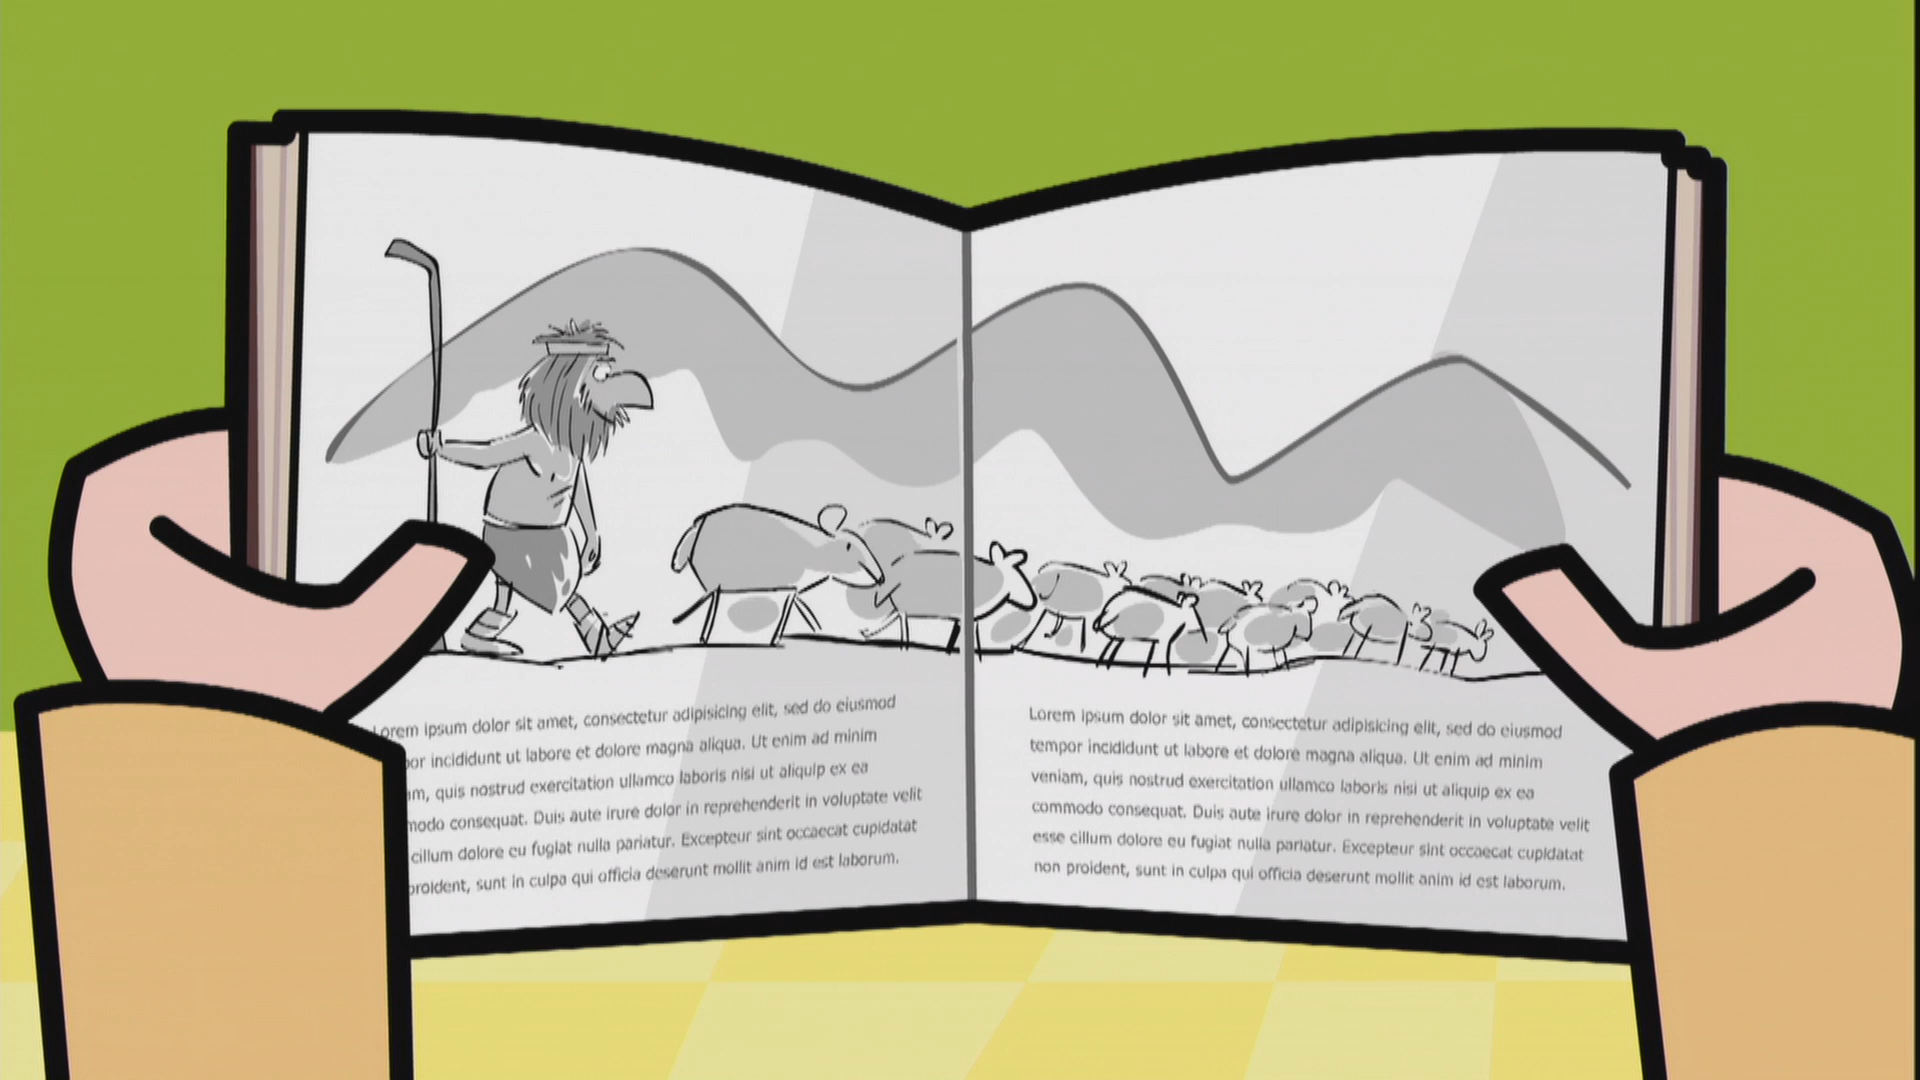 Lorem ipsum dolor sit amet, consectetur adipisicing elit, sed do eiusmod
incididunt ut labore et dolore magna aliqua. Ut enim ad minim
quis nostrud exercitation ullamco laboris nisi ut aliquip ex ea
consequat. Duis aute irure dolor in reprehenderit in voluptate velit
cillum dolore eu fugiat nulla pariatur. Excepteur sint occaecat cupidatat
proident, sunt in culpa qui officia deserunt mollit anim id est laborum.
Lorem ipsum dolor sit amet, consectetur adipisicing elit, sed do eiusmod
tempor incididunt ut labore et dolore magna aliqua. Ut enim ad minim
veniam, quis nostrud exercitation ullamco laboris nisi ut aliquip ex ea
commodo consequat. Duis aute irure dolor in reprehenderit in voluptate velit
esse cillum dolore eu fugiat nulla pariatur. Excepteur sint occaecat cupidatat
non proident, sunt in culpa qui officia deserunt mollit anim id est laborum.